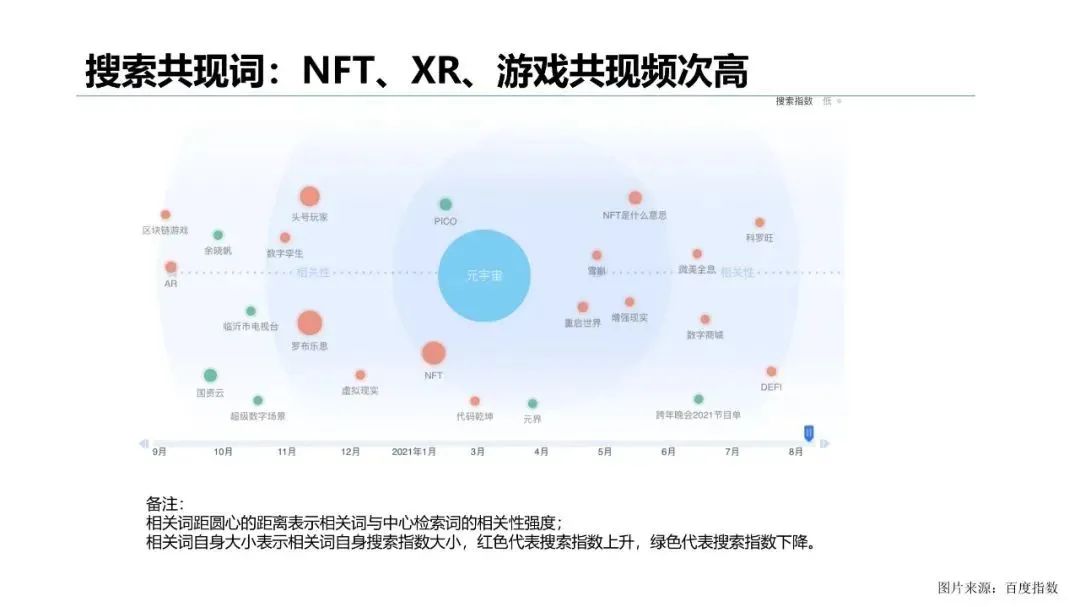 搜索共现词：NFT、XR、游戏共现频次高
搜索指数 低
头号玩家
PICO
NFT是什么意思
区块链游戏
科罗旺
余晓帆
数字孪生
相关性
元宇宙
微美全息
相关性
AR
临沂市电视台
重启世界
增强现实
罗布乐思
数字商城
NFT
国资云
虚拟现实
DEFI
超级数字场景
代码乾坤
元界
跨年晚会2021节目单
9月 10月 11月 12月 2021年1月 3月 4月 5月 6月 7月 8月
备注：
相关词距圆心的距离表示相关词与中心检索词的相关性强度；
相关词自身大小表示相关词自身搜索指数大小，红色代表搜索指数上升，绿色代表搜索指数下降。
图片来源：百度指数